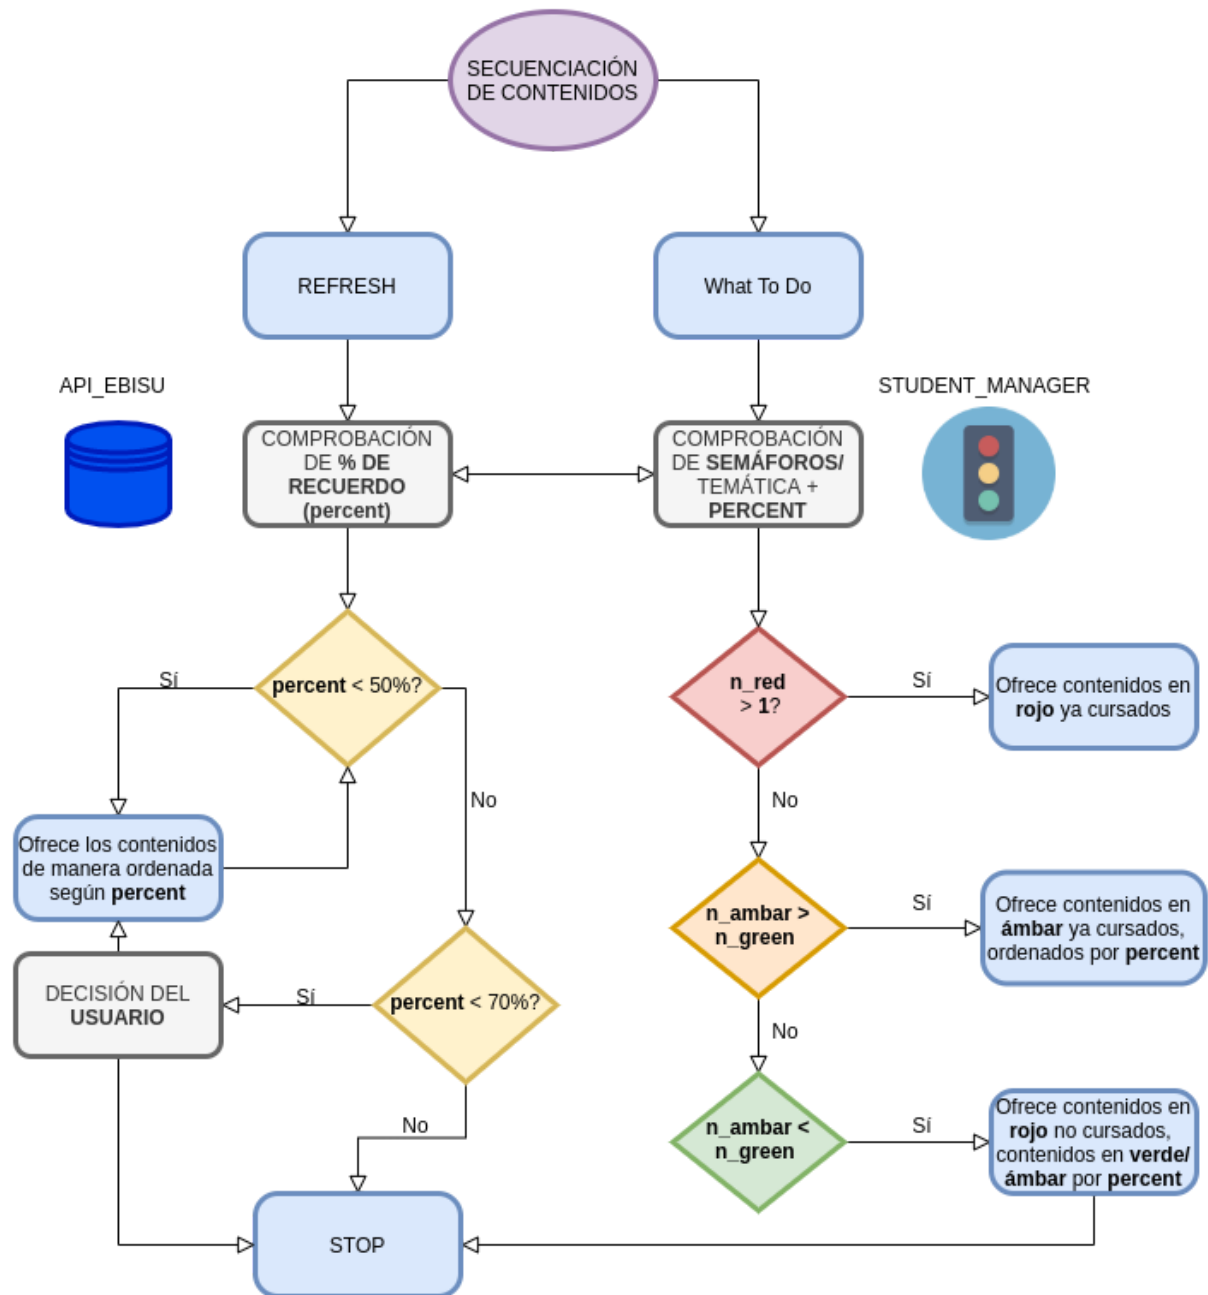 SECUENCIACIÓN
DE CONTENIDOS
REFRESH
What To Do
API_EBISU
STUDENT_MANAGER
COMPROBACIÓN
DE % DE
RECUERDO
(percent)
COMPROBACIÓN
DE SEMÁFOROS/
TEMÁTICA +
PERCENT
percent < 50%?
Sí
No
n_red
> 1?
Sí
Ofrece contenidos en
rojo ya cursados
No
Ofrece los contenidos
de manera ordenada
según percent
n_ambar >
n_green
Sí
Ofrece contenidos en
ámbar ya cursados,
ordenados por percent
No
DECISIÓN DEL
USUARIO
Sí
percent < 70%?
No
n_ambar <
n_green
Sí
Ofrece contenidos en
rojo no cursados,
contenidos en verde/
ámbar por percent
STOP